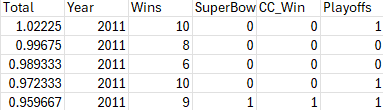 Total Year Wins SuperBow CC_Win Playoffs
1.02225 2011 10 0 0 1
0.99675 2011 8 0 0 0
0.989333 2011 6 0 0 0
0.972333 2011 10 0 0 1
0.959667 2011 9 1 1 1